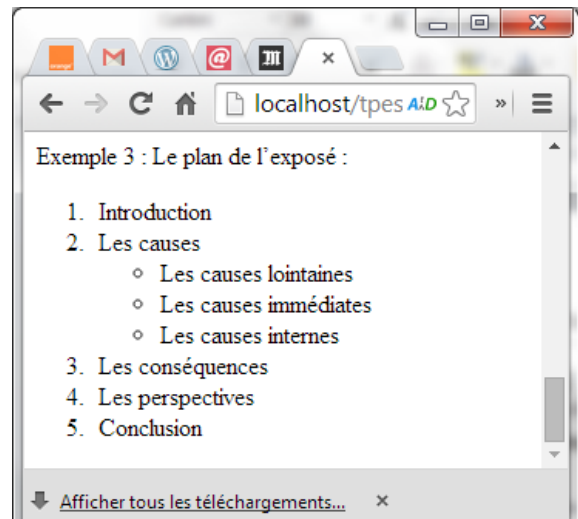 localhost/tpes
Exemple 3 : Le plan de l'exposé :
1. Introduction
2. Les causes
Les causes lointaines
Les causes immédiates
Les causes internes
3. Les conséquences
4. Les perspectives
5. Conclusion
Afficher tous les téléchargements...